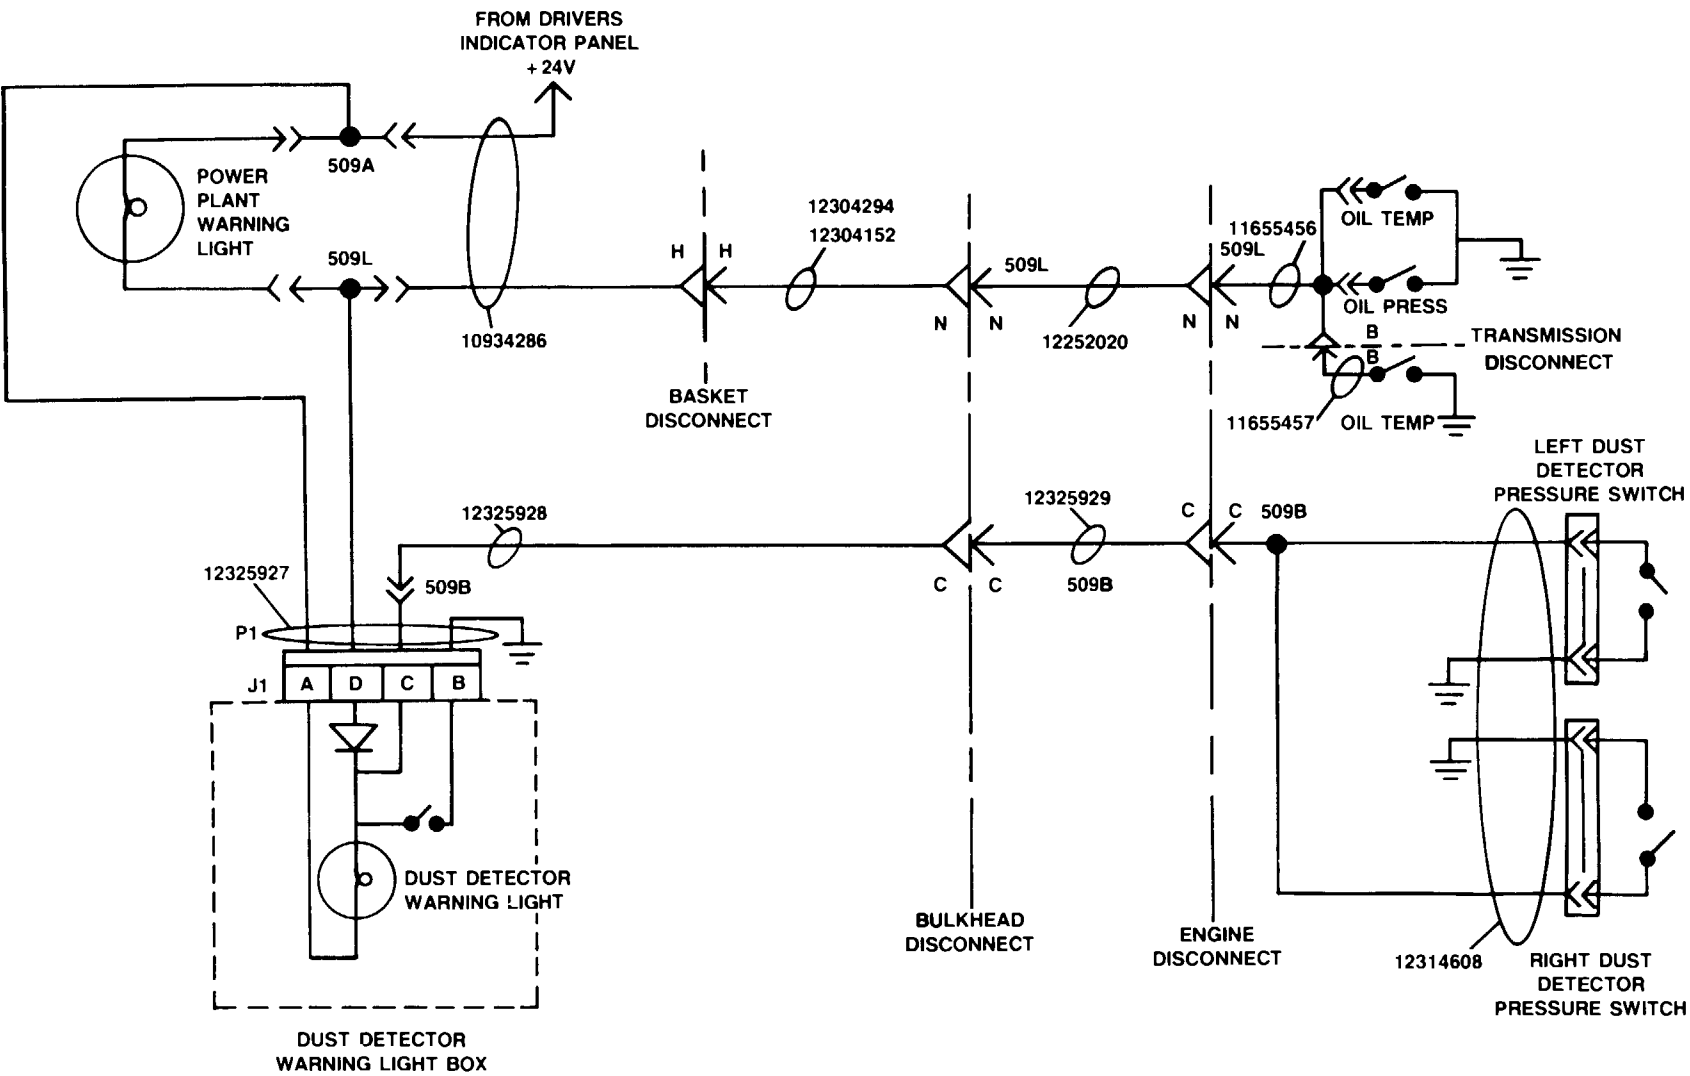 FROM DRIVERS
INDICATOR PANEL
+ 24V
509A
POWER
PLANT
WARNING
LIGHT
509L
10934286
H
H
BASKET
DISCONNECT
12304294
12304152
N
N
509L
12252020
N
N
11655456
509L
OIL TEMP
OIL PRESS
B
B
TRANSMISSION
DISCONNECT
11655457
OIL TEMP
LEFT DUST
DETECTOR
PRESSURE SWITCH
12325928
12325929
C
C
509B
C
C
509B
12325927
509B
P1
J1
A
D
C
B
DUST DETECTOR
WARNING LIGHT
BULKHEAD
DISCONNECT
ENGINE
DISCONNECT
12314608
RIGHT DUST
DETECTOR
PRESSURE SWITCH
DUST DETECTOR
WARNING LIGHT BOX